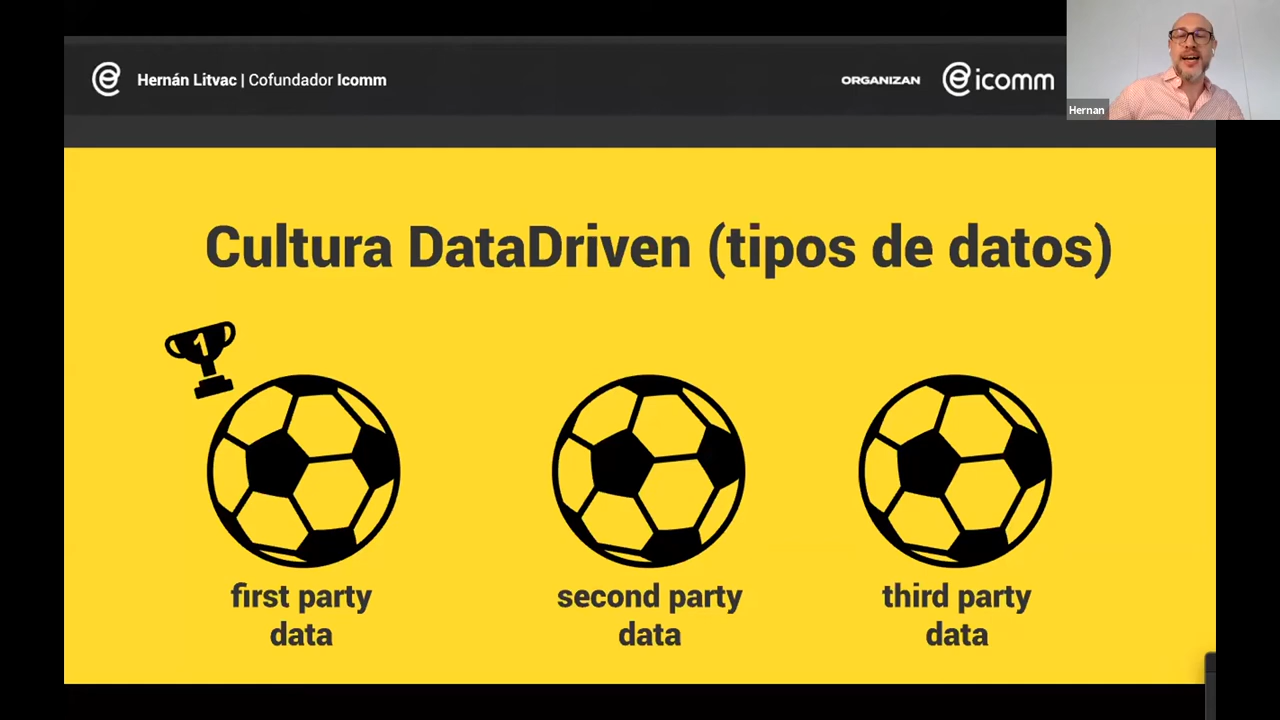 Hernán Litvac | Cofundador Icomm
ORGANIZAN
icomm
Hernan
Cultura DataDriven (tipos de datos)
1
first party
data
second party
data
third party
data